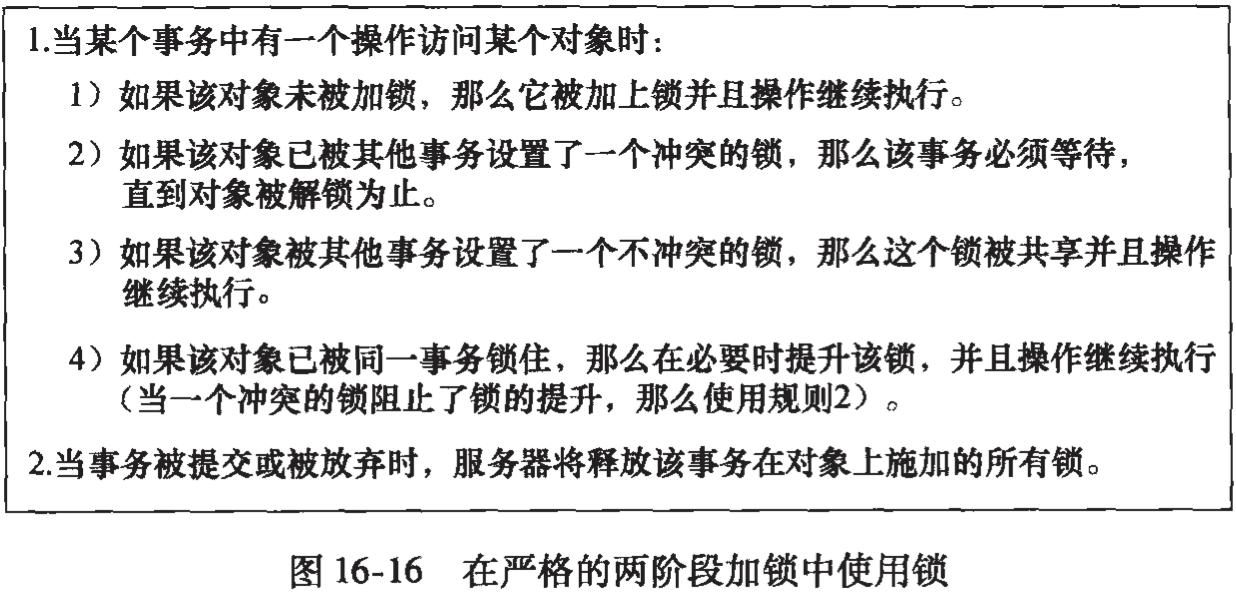 1.当某个事务中有一个操作访问某个对象时：
1）如果该对象未被加锁，那么它被加上锁并且操作继续执行。
2）如果该对象已被其他事务设置了一个冲突的锁，那么该事务必须等待，
直到对象被解锁为止。
3）如果该对象被其他事务设置了一个不冲突的锁，那么这个锁被共享并且操作
继续执行。
4）如果该对象已被同一事务锁住，那么在必要时提升该锁，并且操作继续执行
（当一个冲突的锁阻止了锁的提升，那么使用规则2）。
2.当事务被提交或被放弃时，服务器将释放该事务在对象上施加的所有锁。
图 16-16 在严格的两阶段加锁中使用锁